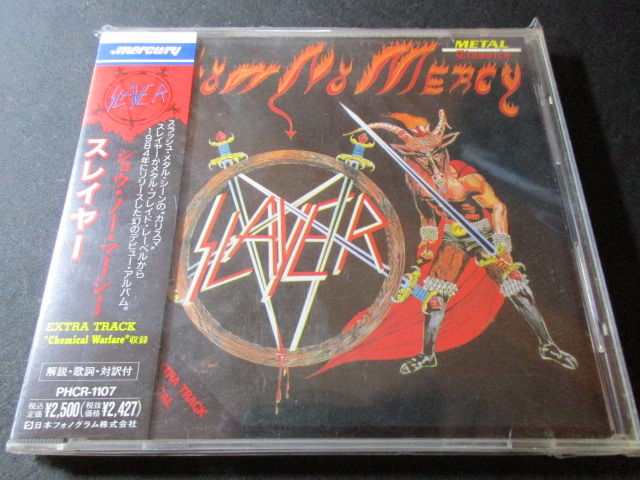 mercury
SLAYER
スラッシュ・メタル・シーンの"カリスマ"
スレイヤーがメタル・ブレイド・レーベルから
1984年にリリースした幻のデビュー・アルバム。
ショウ・ノー・マーシー
スレイヤー
EXTRA TRACK
"Chemical Warfare"収録
解説・歌詞・対訳付
PHCR-1107
税込定価¥2,500(税抜価格¥2,427)
日本フォノグラム株式会社
METAL
Classics
No Mercy
SLAYER
TRACK